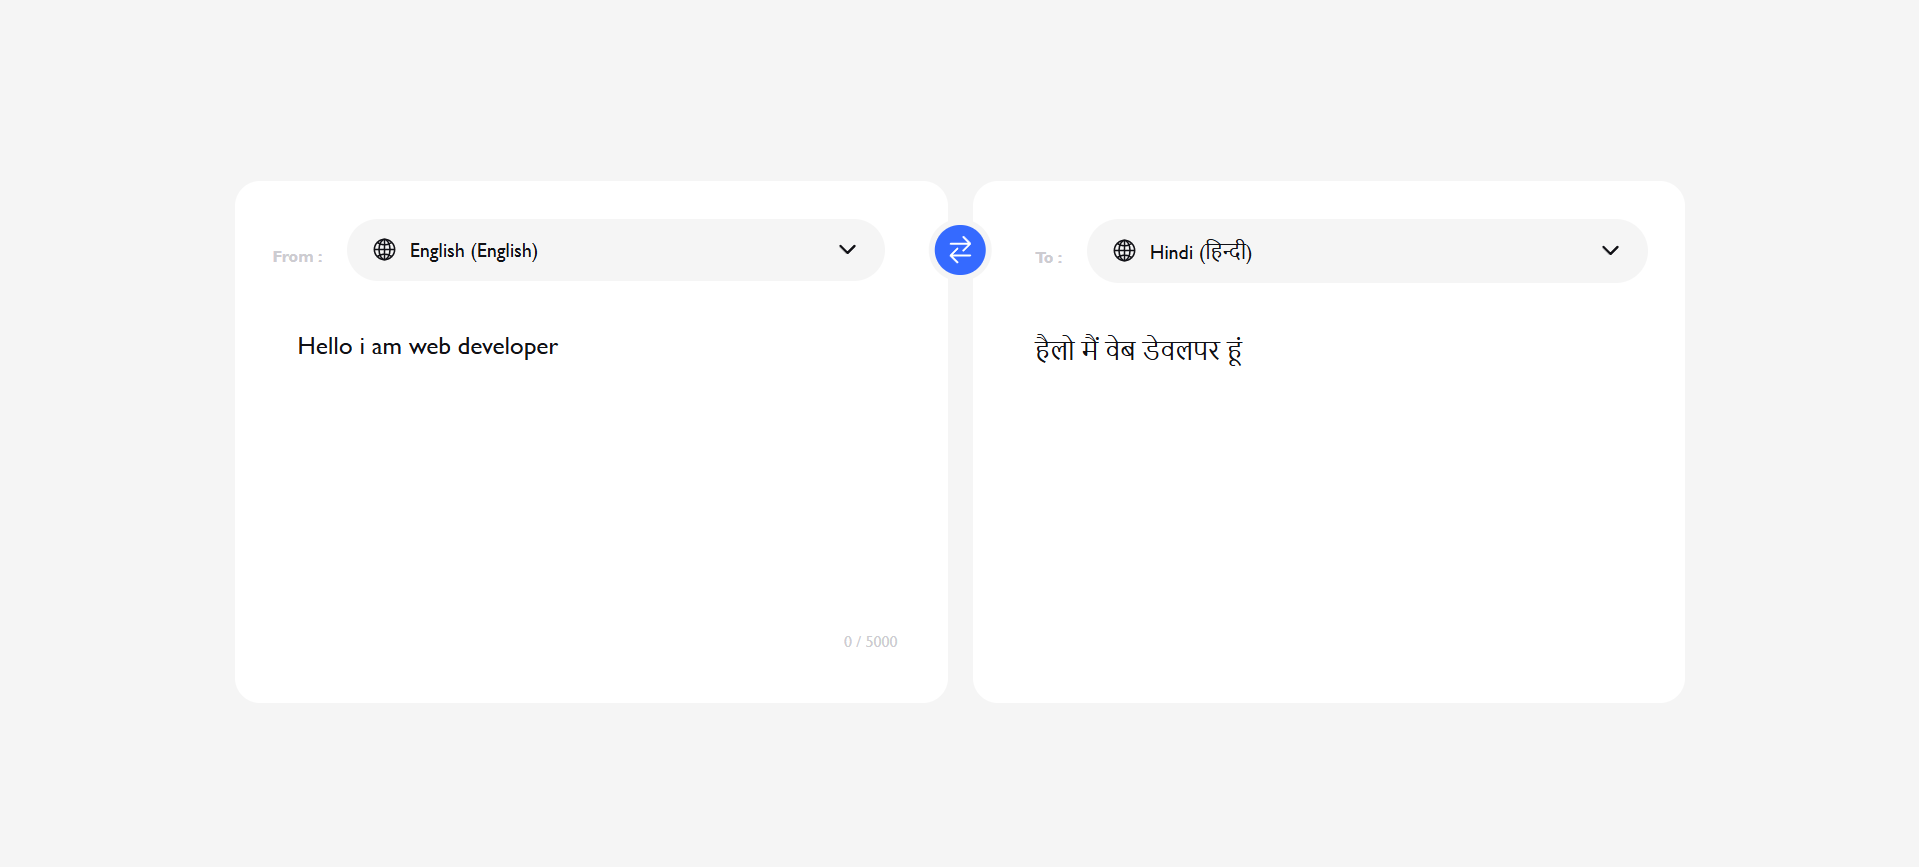 From :
English (English)
Hello i am web developer
0 / 5000
To :
Hindi (हिन्दी)
हैलो मैं वेब डेवलपर हूं